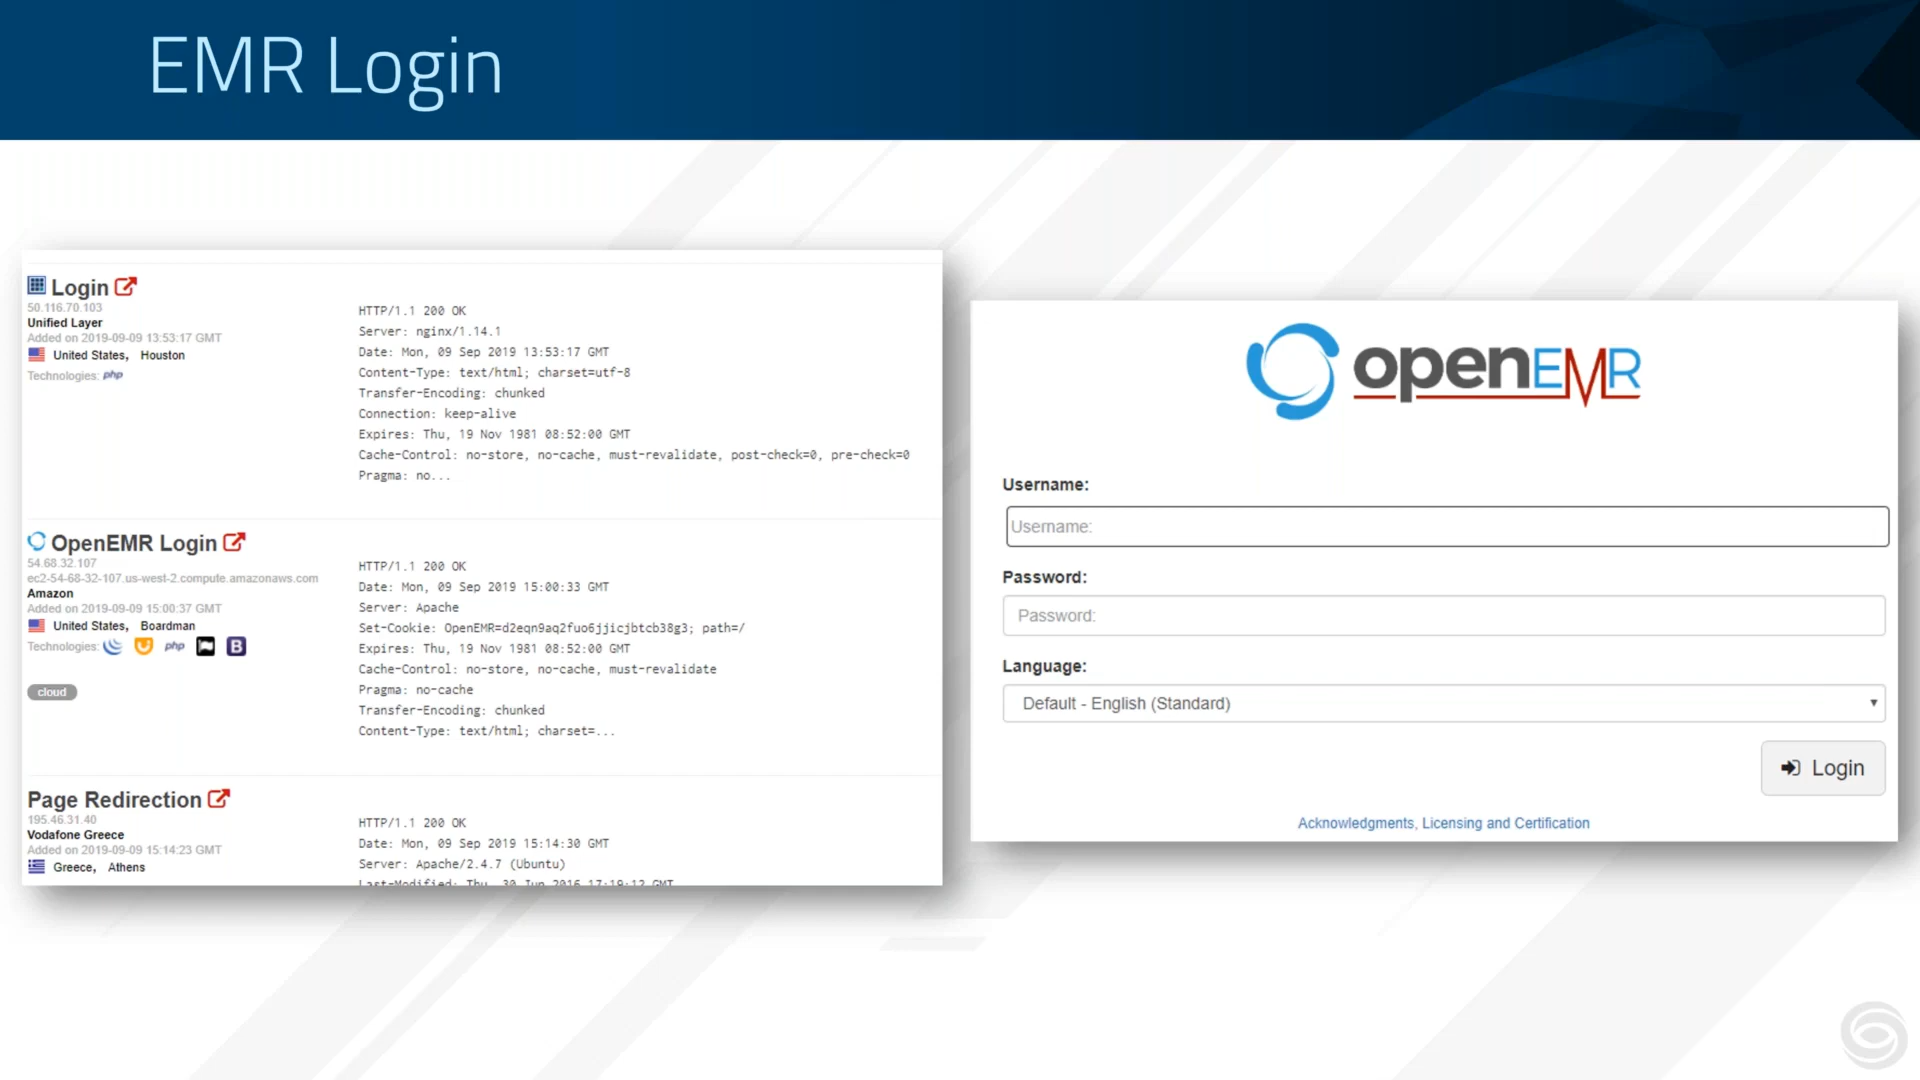 EMR Login
Login
50.116.70.103
Unified Layer
Added on 2019-09-09 13:53:17 GMT
United States, Houston
Technologies: php
HTTP/1.1 200 OK
Server: nginx/1.14.1
Date: Mon, 09 Sep 2019 13:53:17 GMT
Content-Type: text/html; charset=utf-8
Transfer-Encoding: chunked
Connection: keep-alive
Expires: Thu, 19 Nov 1981 08:52:00 GMT
Cache-Control: no-store, no-cache, must-revalidate, post-check=0, pre-check=0
Pragma: no...
OpenEMR Login
54.68.32.107
ec2-54-68-32-107.us-west-2.compute.amazonaws.com
Amazon
Added on 2019-09-09 15:00:37 GMT
United States, Boardman
Technologies: php B
cloud
HTTP/1.1 200 OK
Date: Mon, 09 Sep 2019 15:00:33 GMT
Server: Apache
Set-Cookie: OpenEMR=d2eqn9aq2fuo6jjicjbtcb38g3; path=/
Expires: Thu, 19 Nov 1981 08:52:00 GMT
Cache-Control: no-store, no-cache, must-revalidate
Pragma: no-cache
Transfer-Encoding: chunked
Content-Type: text/html; charset=...
Page Redirection
195.46.31.40
Vodafone Greece
Added on 2019-09-09 15:14:23 GMT
Greece, Athens
HTTP/1.1 200 OK
Date: Mon, 09 Sep 2019 15:14:30 GMT
Server: Apache/2.4.7 (Ubuntu)
Last-Modified: Thu, 30 Jun 2016 17:19:12 GMT
openEMR
Username:
Username:
Password:
Password:
Language:
Default - English (Standard)
Login
Acknowledgments, Licensing and Certification